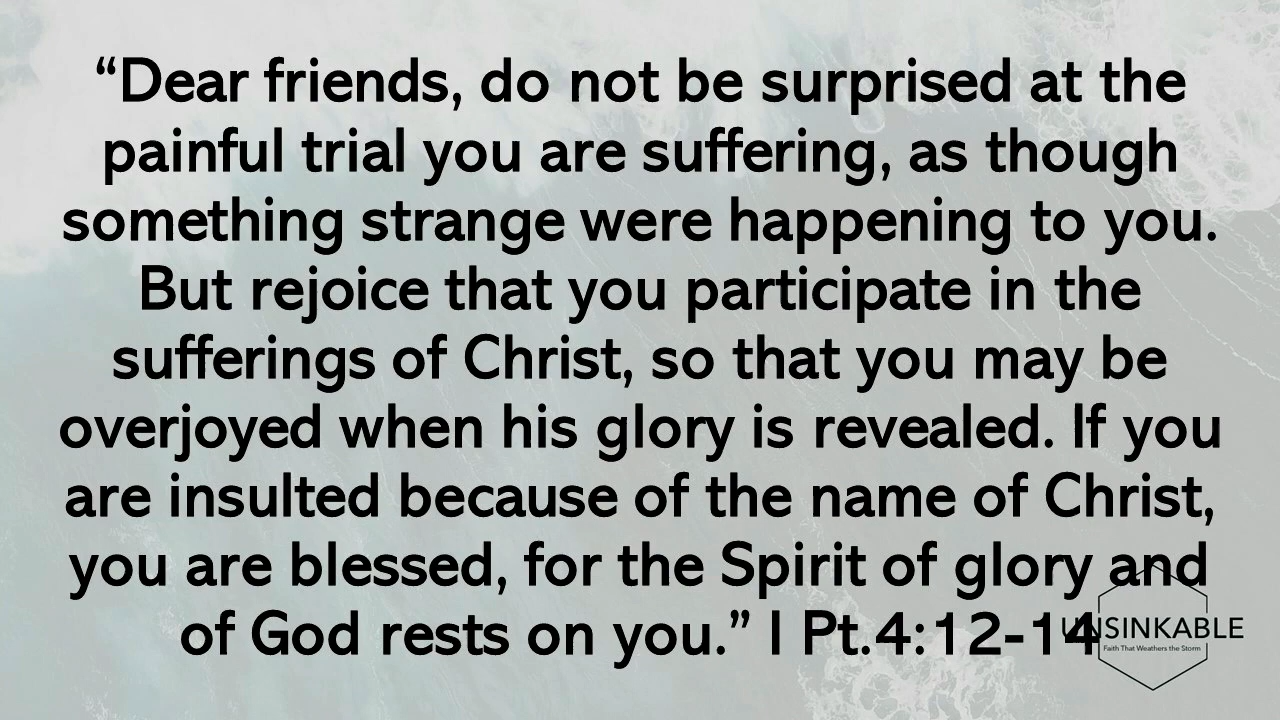 “Dear friends, do not be surprised at the
painful trial you are suffering, as though
something strange were happening to you.
But rejoice that you participate in the
sufferings of Christ, so that you may be
overjoyed when his glory is revealed. If you
are insulted because of the name of Christ,
you are blessed, for the Spirit of glory and
of God rests on you.” I Pt.4:12-14
UNSINKABLE
Faith That Weathers the Storm